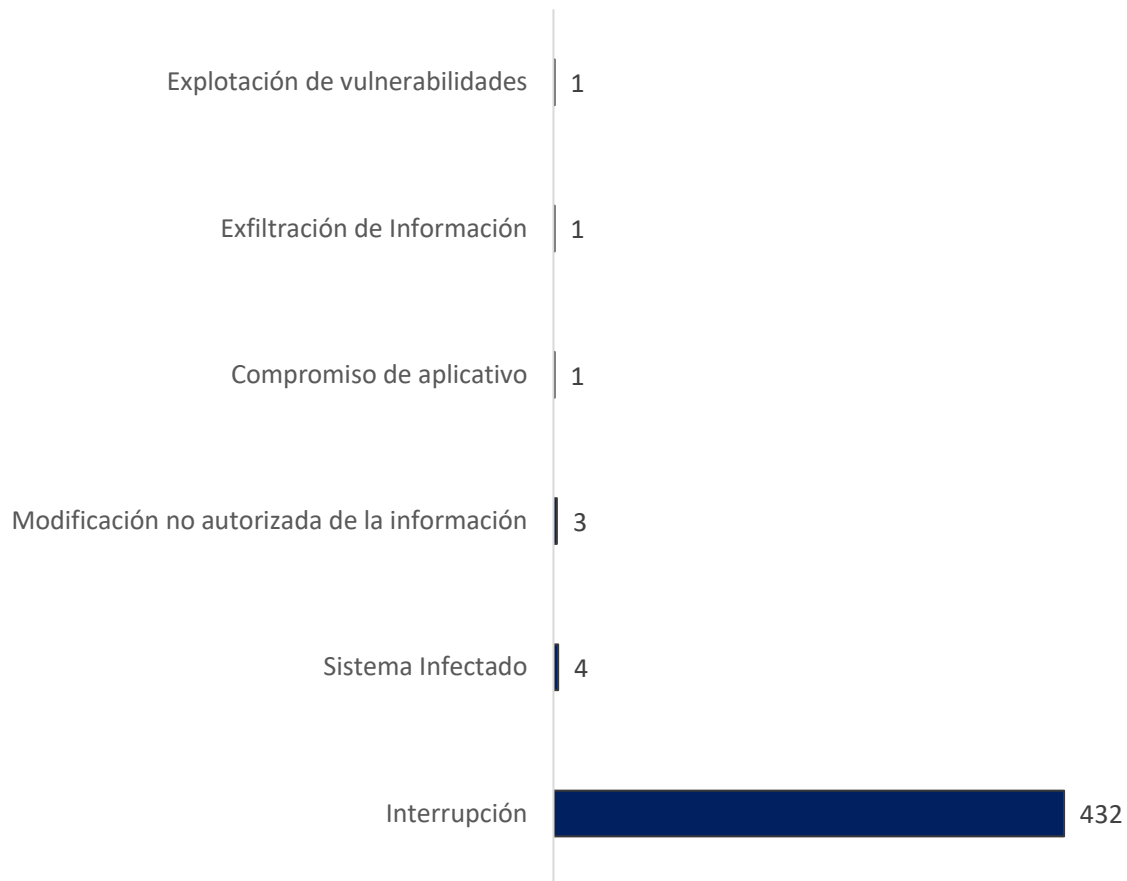 Explotación de vulnerabilidades 1
Exfiltración de Información 1
Compromiso de aplicativo 1
Modificación no autorizada de la información 3
Sistema Infectado 4
Interrupción 432